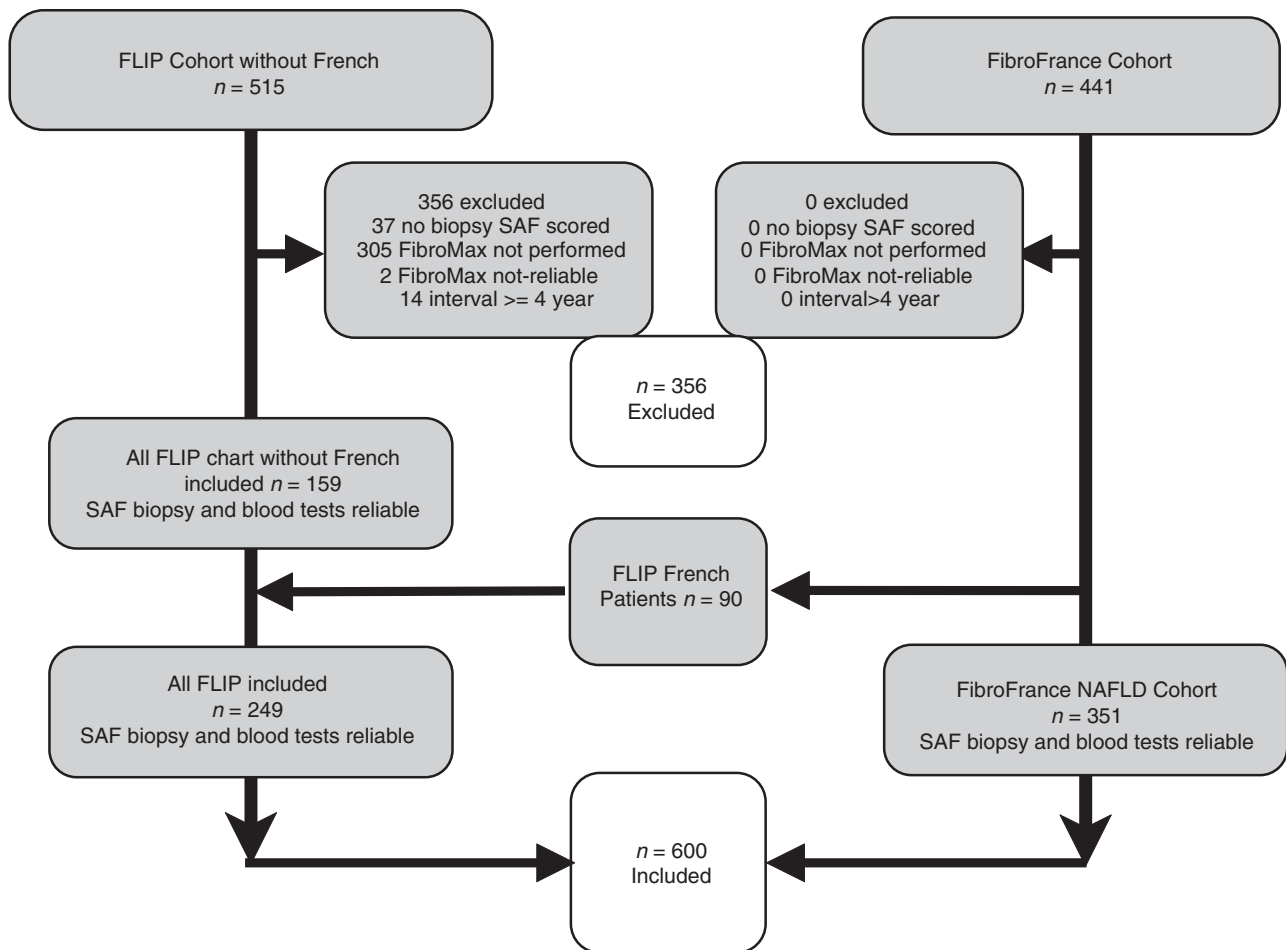 FLIP Cohort without French
n = 515
FibroFrance Cohort
n = 441
356 excluded
37 no biopsy SAF scored
305 FibroMax not performed
2 FibroMax not-reliable
14 interval >= 4 year
0 excluded
0 no biopsy SAF scored
0 FibroMax not performed
0 FibroMax not-reliable
0 interval>4 year
n = 356
Excluded
All FLIP chart without French
included n = 159
SAF biopsy and blood tests reliable
FLIP French
Patients n = 90
All FLIP included
n = 249
SAF biopsy and blood tests reliable
FibroFrance NAFLD Cohort
n = 351
SAF biopsy and blood tests reliable
n = 600
Included